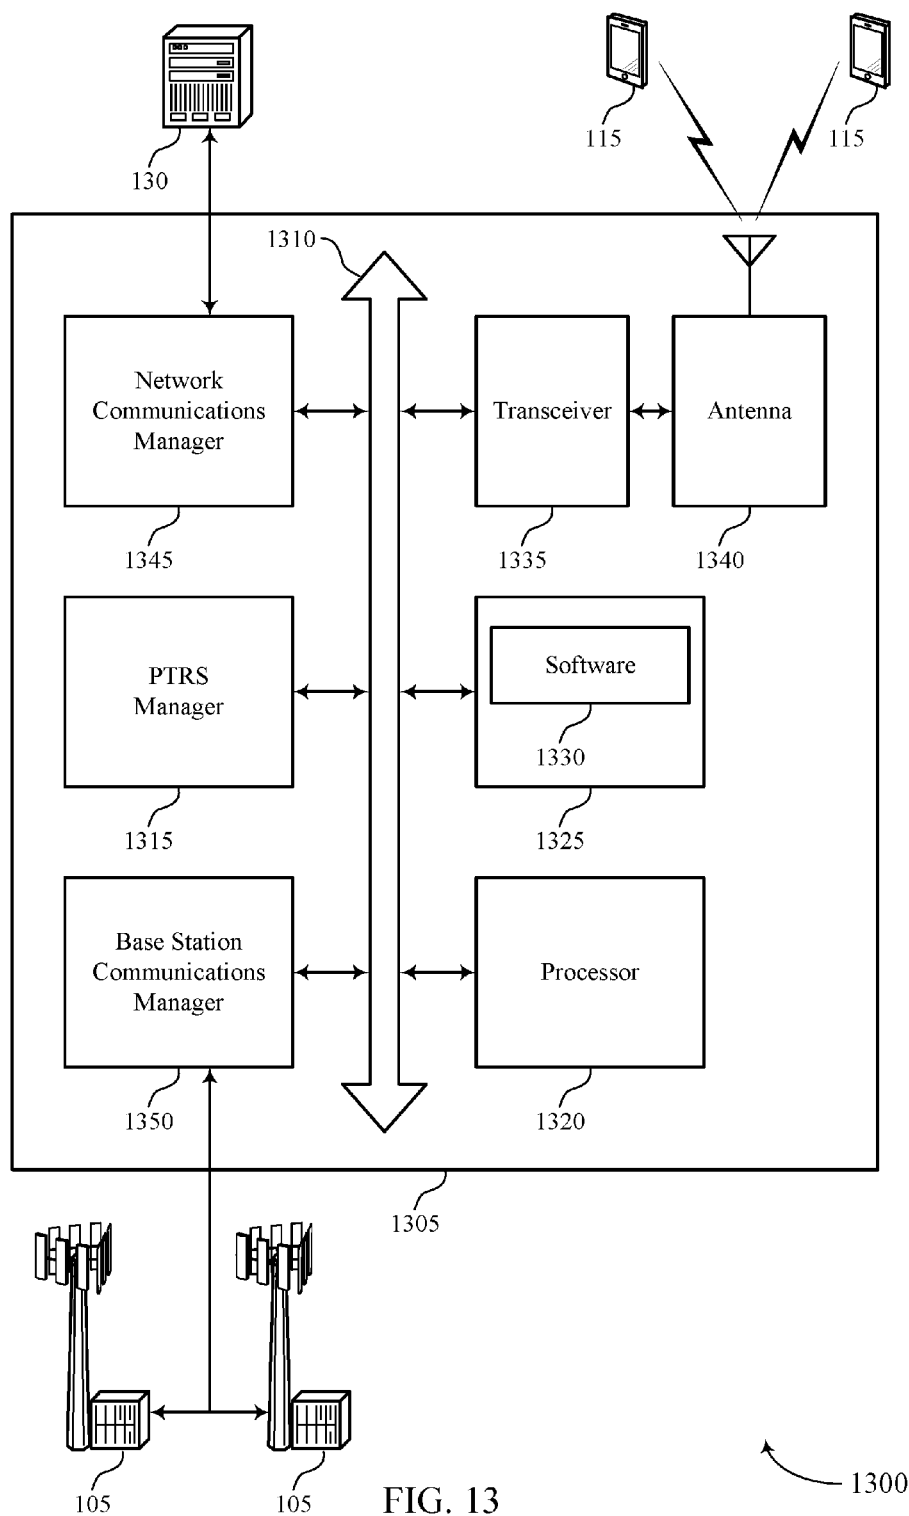 130
115
115
1310
Network
Communications
Manager
Transceiver
Antenna
1345
1335
1340
PTRS
Manager
Software
1330
1315
1325
Base Station
Communications
Manager
Processor
1350
1320
1305
105
105
FIG. 13
1300